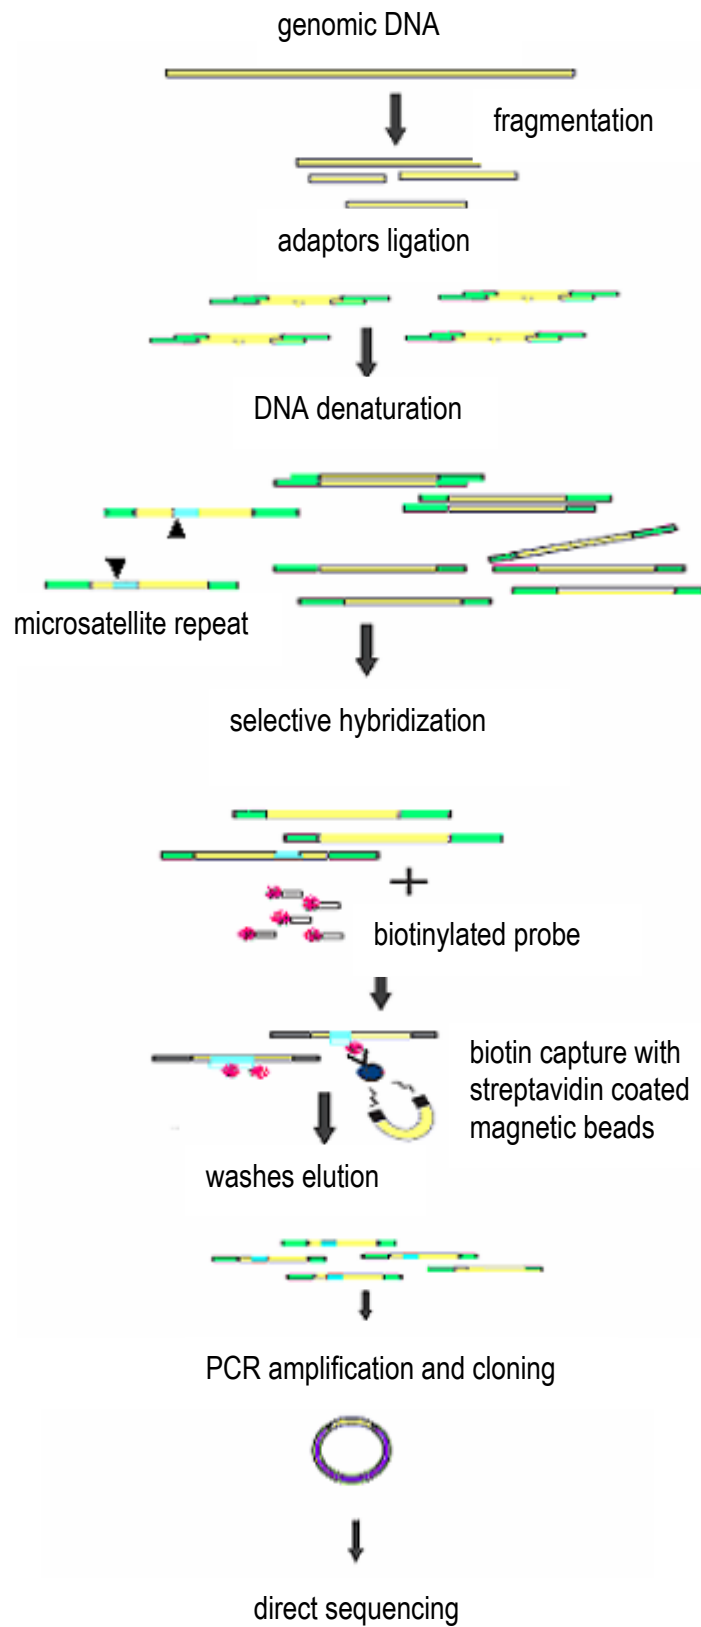 genomic DNA
fragmentation
adaptors ligation
DNA denaturation
microsatellite repeat
selective hybridization
biotinylated probe
biotin capture with
streptavidin coated
magnetic beads
washes elution
PCR amplification and cloning
direct sequencing